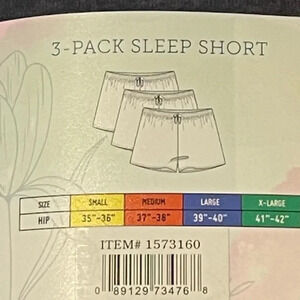 3-PACK SLEEP SHORT
SIZE SMALL MEDIUM LARGE X-LARGE
HIP 35"-36" 37"-38" 39"-40" 41"-42"
ITEM# 1573160
0 89129 73476 8